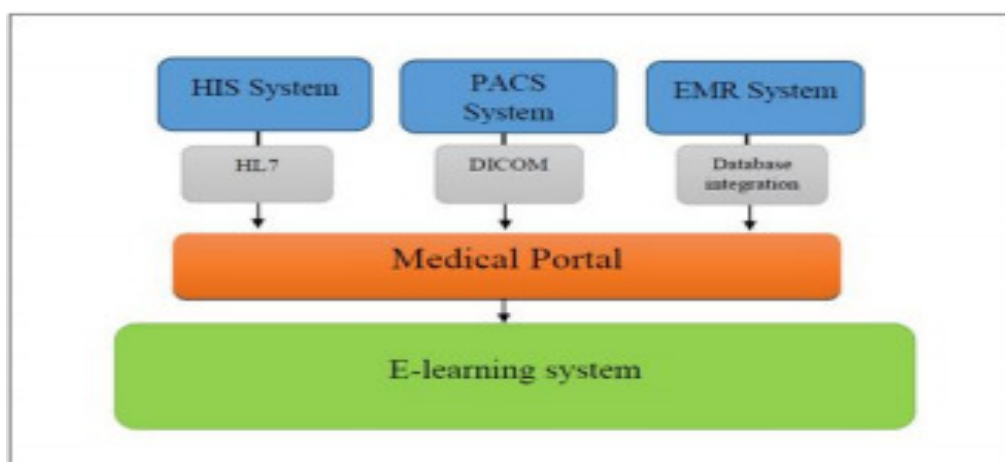 HIS System
PACS
System
EMR System
HL7
DICOM
Database
integration
Medical Portal
E-learning system